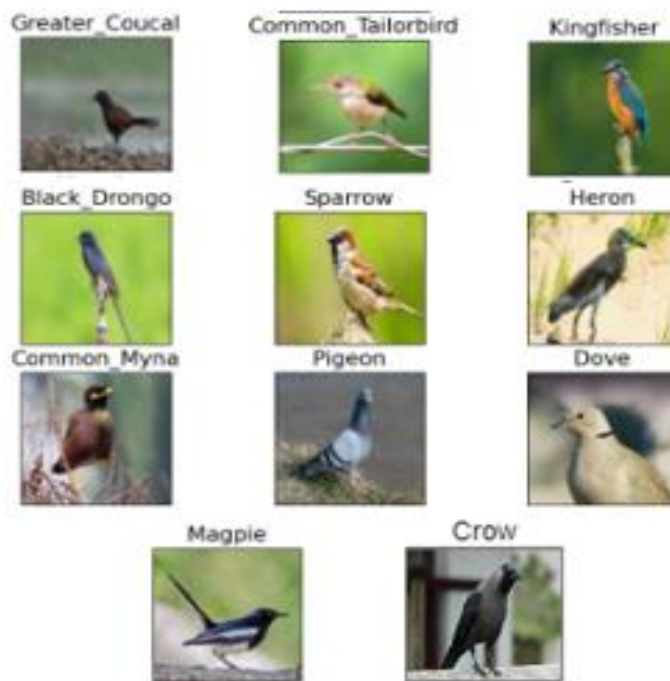 Greater_Coucal Common_Tailorbird Kingfisher
Black_Drongo Sparrow Heron
Common_Myna Pigeon Dove
Magpie Crow